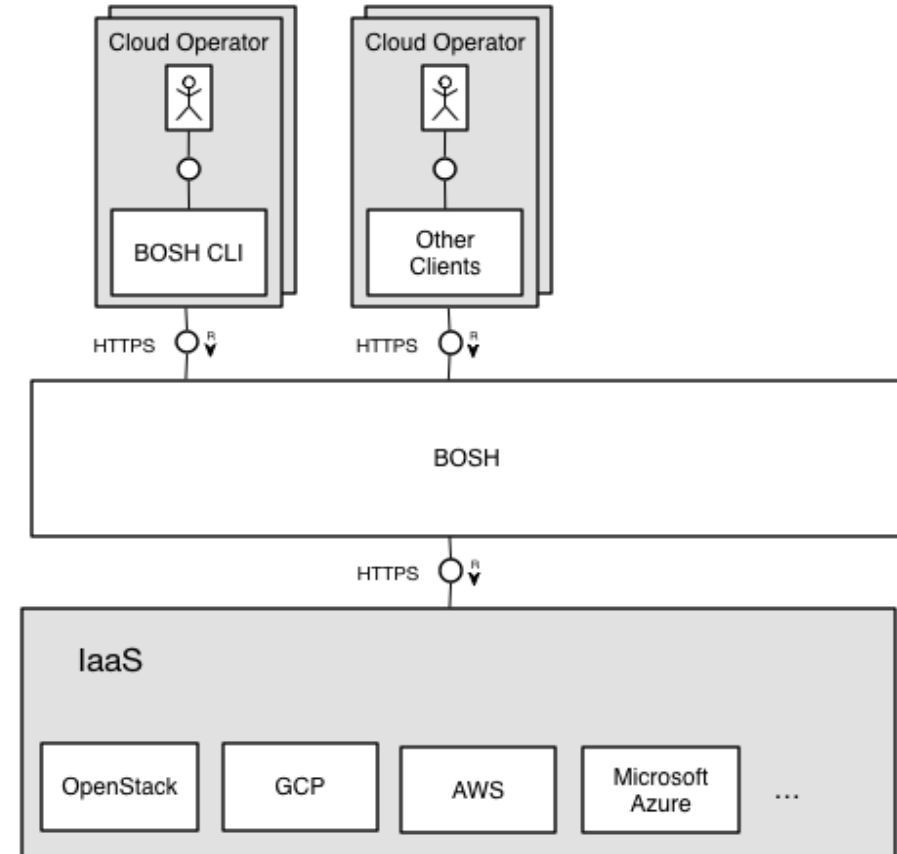 Cloud Operator
Cloud Operator
BOSH CLI
Other
Clients
HTTPS
R
HTTPS
R
BOSH
HTTPS
R
IaaS
OpenStack
GCP
AWS
Microsoft
Azure
...